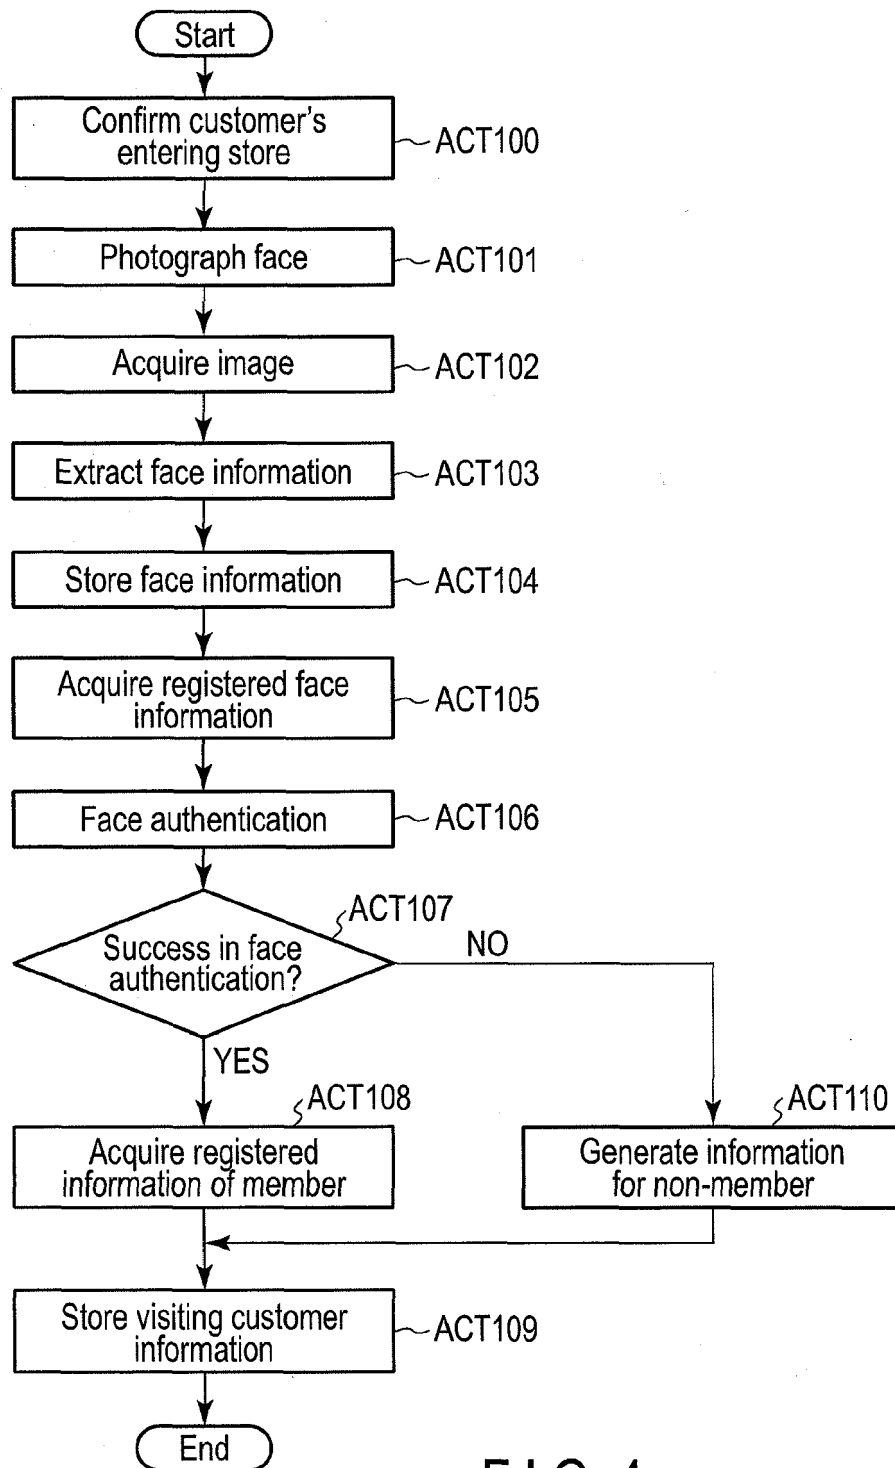 Start
Confirm customer's
entering store
ACT100
Photograph face
ACT101
Acquire image
ACT102
Extract face information
ACT103
Store face information
ACT104
Acquire registered face
information
ACT105
Face authentication
ACT106
ACT107
Success in face
authentication?
NO
YES
ACT108
Acquire registered
information of member
ACT110
Generate information
for non-member
Store visiting customer
information
ACT109
End